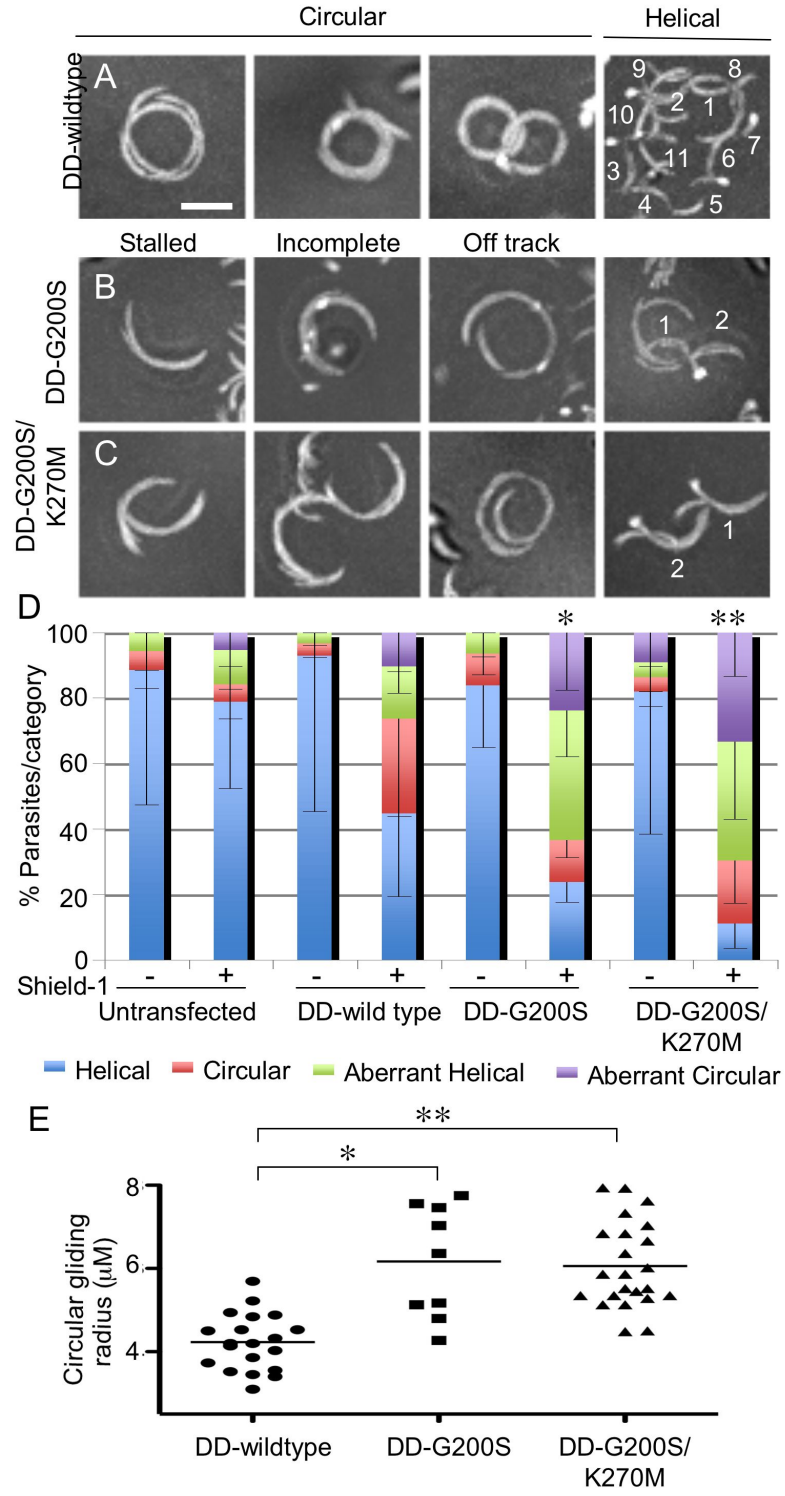 Circular Helical
DD-wildtype
A
9 8
2 1
10
7
11 6
3
4 5
Stalled Incomplete Off track
DD-G200S
B
1 2
DD-G200S/
K270M
C
1
2
D
* **
% Parasites/category
100
80
60
40
20
0
Shield-1 - + - + - + - +
Untransfected DD-wild type DD-G200S DD-G200S/
K270M
Helical Circular Aberrant Helical Aberrant Circular
E
**
*
Circular gliding
radius (μM)
8
6
4
DD-wildtype DD-G200S DD-G200S/
K270M